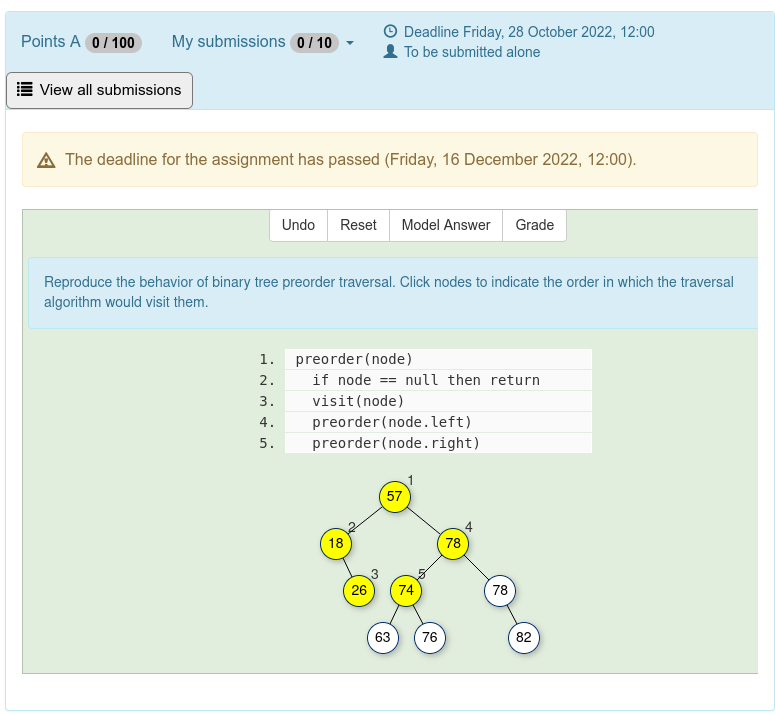 Points A 0 / 100 My submissions 0 / 10
Deadline Friday, 28 October 2022, 12:00
To be submitted alone
View all submissions
The deadline for the assignment has passed (Friday, 16 December 2022, 12:00).
Undo Reset Model Answer Grade
Reproduce the behavior of binary tree preorder traversal. Click nodes to indicate the order in which the traversal
algorithm would visit them.
1. preorder(node)
2. if node == null then return
3. visit(node)
4. preorder(node.left)
5. preorder(node.right)
1
57
2 4
18 78
3 5
26 74 78
63 76 82